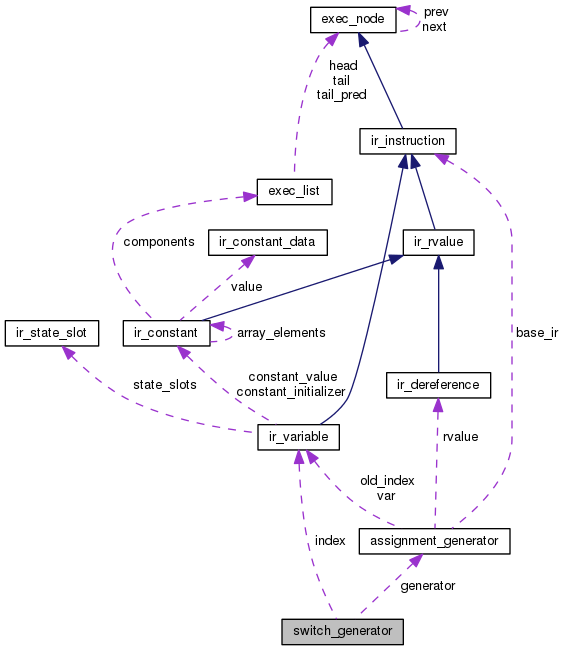 exec_node
prev
next
head
tail
tail_pred
ir_instruction
exec_list
components
ir_constant_data
ir_rvalue
value
ir_state_slot
ir_constant
array_elements
base_ir
state_slots
constant_value
constant_initializer
ir_dereference
ir_variable
rvalue
old_index
var
index
assignment_generator
generator
switch_generator